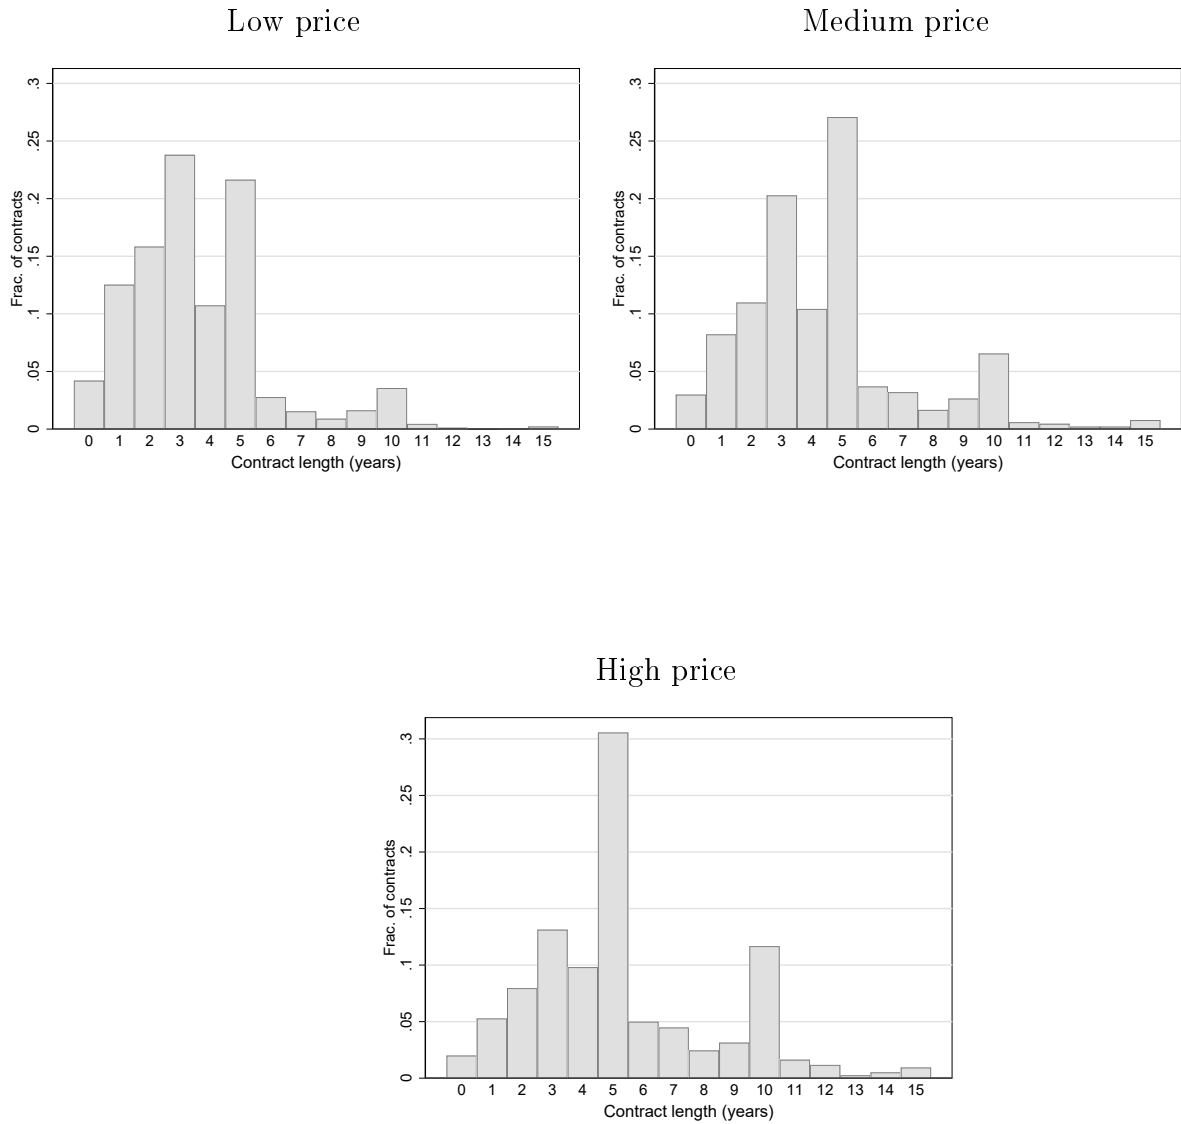 Low price
Medium price
.3
.25
.2
.15
.1
.05
0
Frac. of contracts
0 1 2 3 4 5 6 7 8 9 10 11 12 13 14 15
Contract length (years)
.3
.25
.2
.15
.1
.05
0
Frac. of contracts
0 1 2 3 4 5 6 7 8 9 10 11 12 13 14 15
Contract length (years)
High price
.3
.25
.2
.15
.1
.05
0
Frac. of contracts
0 1 2 3 4 5 6 7 8 9 10 11 12 13 14 15
Contract length (years)